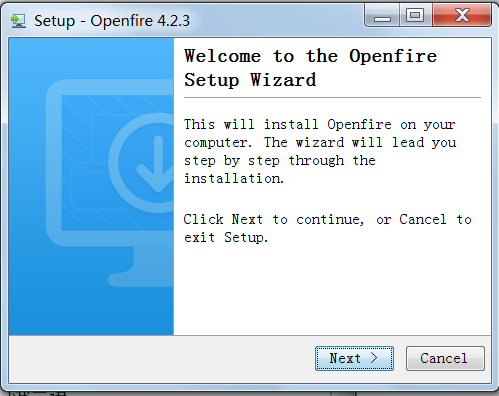 Setup - Openfire 4.2.3
Welcome to the Openfire
Setup Wizard
This will install Openfire on your
computer. The wizard will lead you
step by step through the
installation.
Click Next to continue, or Cancel to
exit Setup.
Next >
Cancel